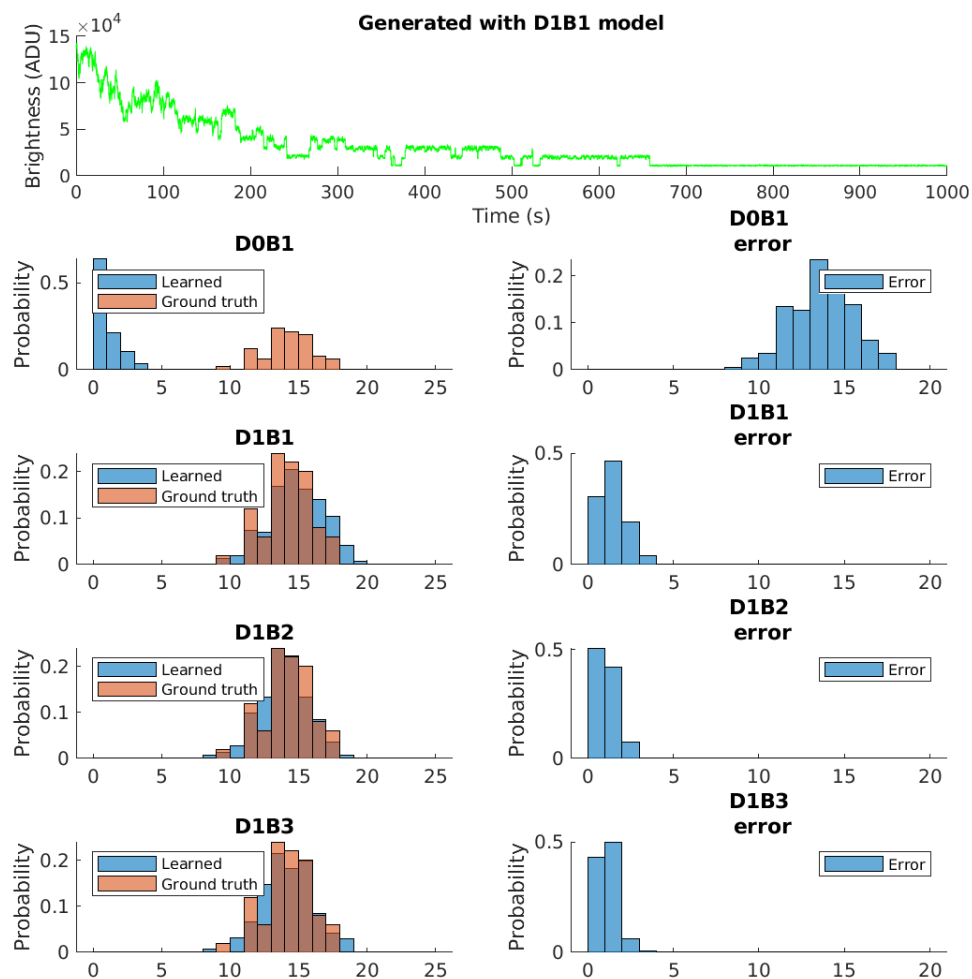 Generated with D1B1 model
×10⁴
15
10
5
0
Brightness (ADU)
0 100 200 300 400 500 600 700 800 900 1000
Time (s)
D0B1
Probability
0.5
0
Learned
Ground truth
0 5 10 15 20 25
D0B1
error
Probability
0.2
0.1
0
Error
0 5 10 15 20
D1B1
Probability
0.2
0.1
0
Learned
Ground truth
0 5 10 15 20 25
D1B1
error
Probability
0.5
0
Error
0 5 10 15 20
D1B2
Probability
0.2
0.1
0
Learned
Ground truth
0 5 10 15 20 25
D1B2
error
Probability
0.5
0
Error
0 5 10 15 20
D1B3
Probability
0.2
0.1
0
Learned
Ground truth
0 5 10 15 20 25
D1B3
error
Probability
0.5
0
Error
0 5 10 15 20